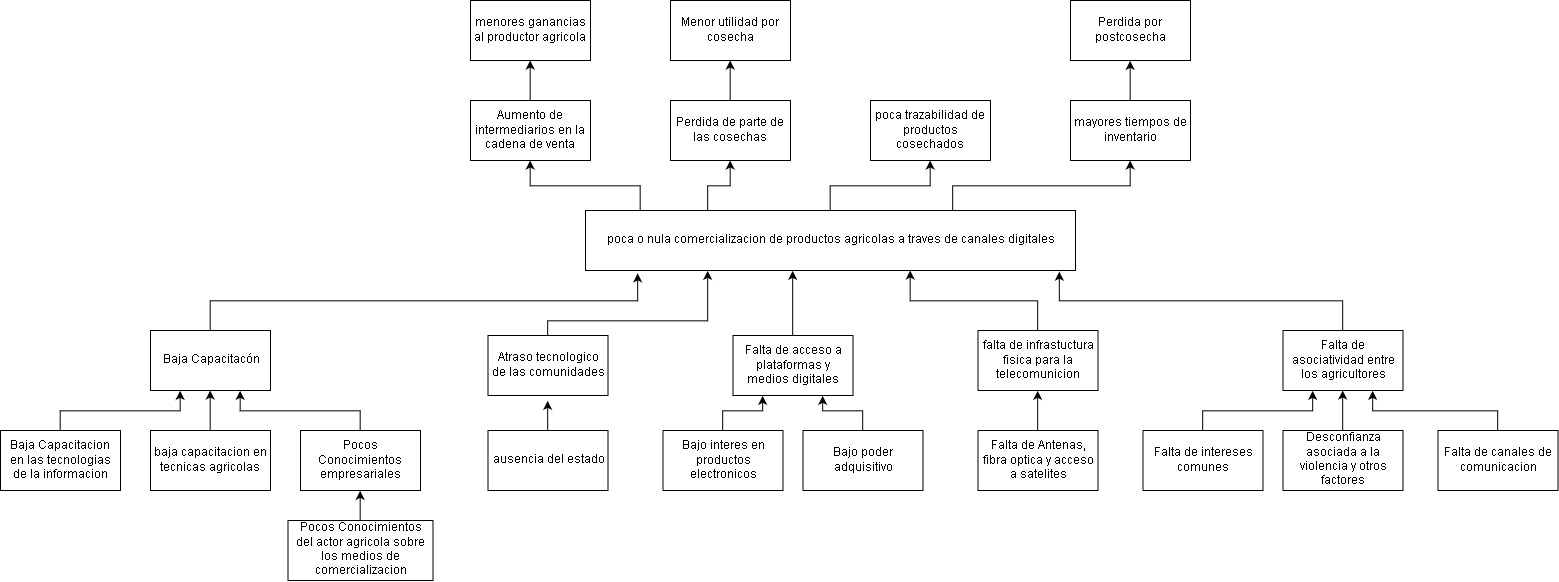 menores ganancias
al productor agricola
Menor utilidad por
cosecha
Perdida por
postcosecha
Aumento de
intermediarios en la
cadena de venta
Perdida de parte de
las cosechas
poca trazabilidad de
productos
cosechados
mayores tiempos de
inventario
poca o nula comercializacion de productos agricolas a traves de canales digitales
Baja Capacitacón
Atraso tecnologico
de las comunidades
Falta de acceso a
plataformas y
medios digitales
falta de infrastuctura
fisica para la
telecomunicion
Falta de
asociatividad entre
los agricultores
Baja Capacitacion
en las tecnologias
de la informacion
baja capacitacion en
tecnicas agricolas
Pocos
Conocimientos
empresariales
ausencia del estado
Bajo interes en
productos
electronicos
Bajo poder
adquisitivo
Falta de Antenas,
fibra optica y acceso
a satelites
Falta de intereses
comunes
Desconfianza
asociada a la
violencia y otros
factores
Falta de canales de
comunicacion
Pocos Conocimientos
del actor agricola sobre
los medios de
comercializacion